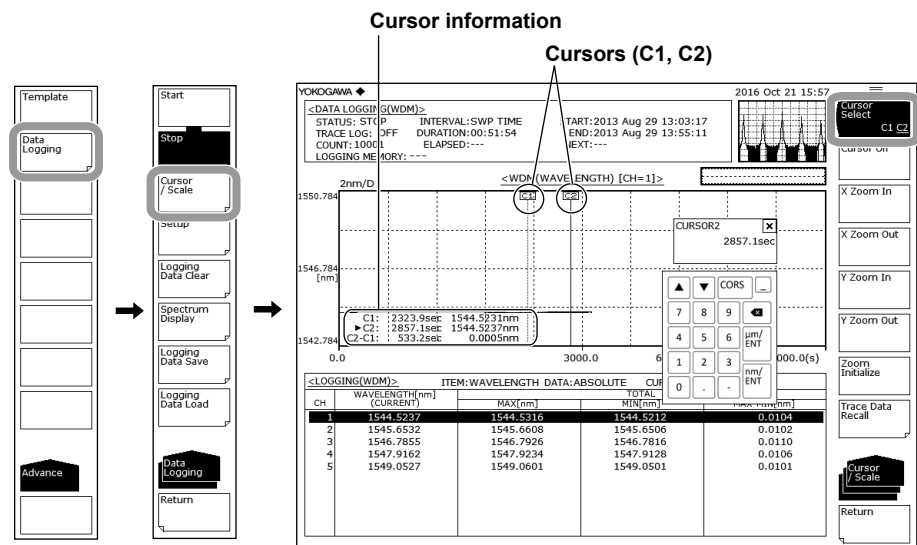 Cursor information
Cursors (C1, C2)
Template
Data
Logging
Advance
Start
Stop
Cursor
/ Scale
Setup
Logging
Data Clear
Spectrum
Display
Logging
Data Save
Logging
Data Load
Data
Logging
Return
YOKOGAWA ◆
2016 Oct 21 15:57
<DATA LOGGING(WDM)>
STATUS: STOP INTERVAL:SWP TIME START:2013 Aug 29 13:03:17
TRACE LOG: OFF DURATION:00:51:54 END:2013 Aug 29 13:55:11
COUNT:10001 ELAPSED:--- NEXT:---
LOGGING MEMORY: ---
2nm/D
<WDM(WAVELENGTH) [CH=1]>
1550.784
C1 C2
CURSOR2
2857.1sec
1546.784
[nm]
▲ ▼ CORS _
7 8 9
4 5 6 µm/
ENT
1 2 3
0 . - nm/
ENT
C1: 2323.9sec 1544.5231nm
►C2: 2857.1sec 1544.5237nm
C2-C1: 533.2sec 0.0005nm
1542.784
0.0 3000.0 6 000.0(s)
<LOGGING(WDM)> ITEM:WAVELENGTH DATA:ABSOLUTE CUR
CH WAVELENGTH[nm]
(CURRENT)
TOTAL
MAX[nm] MIN[nm] MAX-MIN[nm]
1 1544.5237 1544.5316 1544.5212 0.0104
2 1545.6532 1545.6608 1545.6506 0.0102
3 1546.7855 1546.7926 1546.7816 0.0110
4 1547.9162 1547.9234 1547.9128 0.0106
5 1549.0527 1549.0601 1549.0501 0.0101
Cursor
Select
C1 C2
Cursor Off
X Zoom In
X Zoom Out
Y Zoom In
Y Zoom Out
Zoom
Initialize
Trace Data
Recall
Cursor
/ Scale
Return